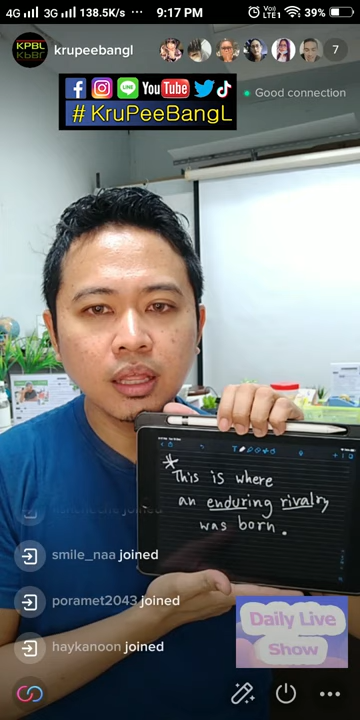 4G 3G 138.5K/s ... 9:17 PM LTE1 39%
KPBL krupeebangl 7
You Tube
# KruPeeBangL
Good connection
*This is where
an enduring rivalry
was born.
smile_naa joined
poramet2043 joined
haykanoon joined
Daily Live
Show